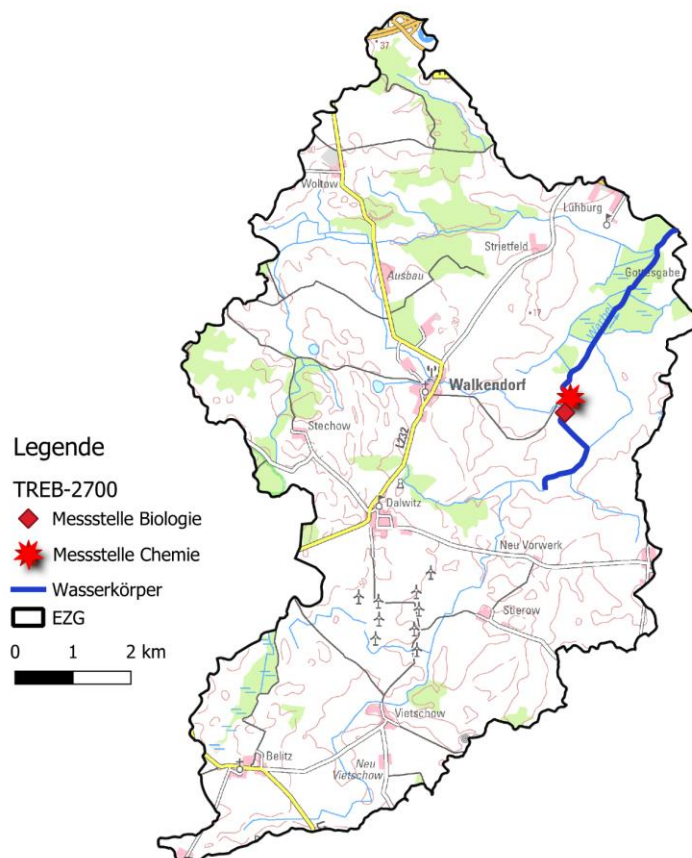 37
Woltow
Lühburg
Strietfeld
Gottesgabe
Ausbau
Warbel
17
Walkendorf
Stechow
L232
Dalwitz
Neu Vorwerk
Stierow
Vietschow
Belitz
Neu
Vietschow
Legende
TREB-2700
Messstelle Biologie
Messstelle Chemie
Wasserkörper
EZG
0 1 2 km